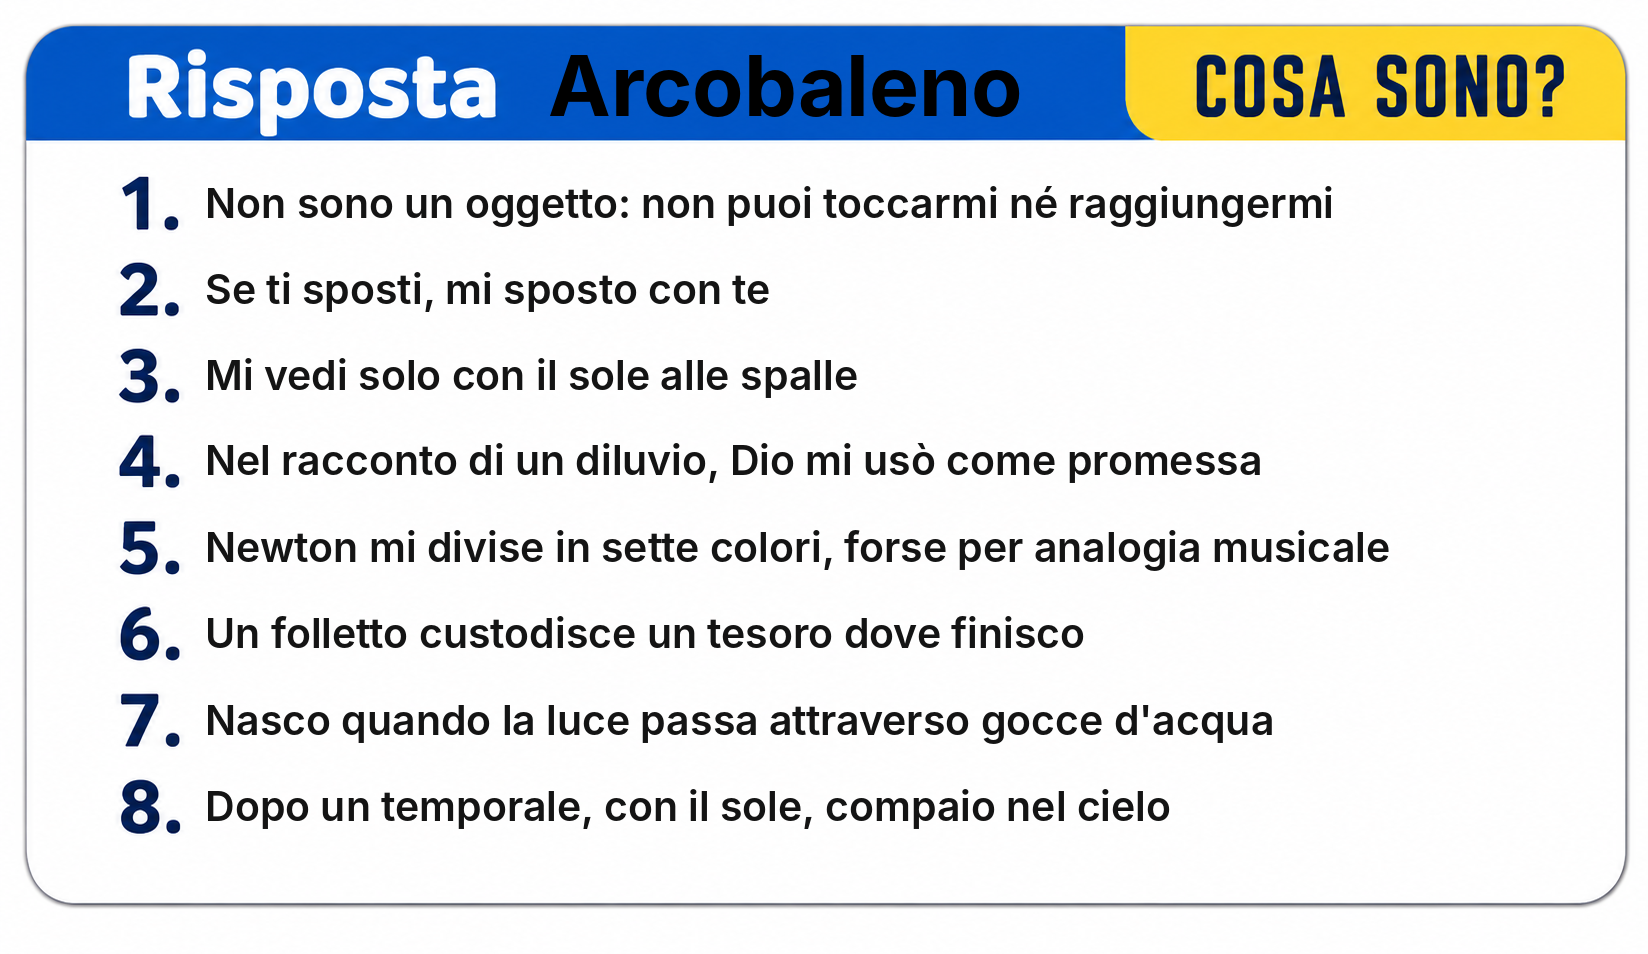 Risposta Arcobaleno COSA SONO?
1. Non sono un oggetto: non puoi toccarmi né raggiungermi
2. Se ti sposti, mi sposto con te
3. Mi vedi solo con il sole alle spalle
4. Nel racconto di un diluvio, Dio mi usò come promessa
5. Newton mi divise in sette colori, forse per analogia musicale
6. Un folletto custodisce un tesoro dove finisco
7. Nasco quando la luce passa attraverso gocce d'acqua
8. Dopo un temporale, con il sole, compaio nel cielo